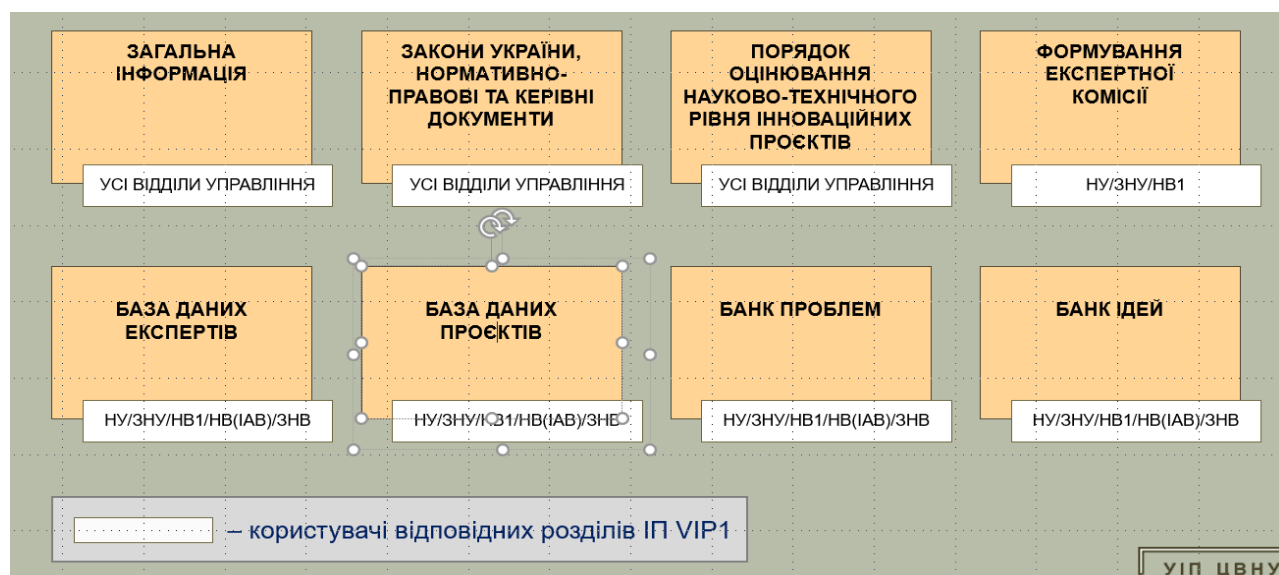 ЗАГАЛЬНА
ІНФОРМАЦІЯ
УСІ ВІДДІЛИ УПРАВЛІННЯ
ЗАКОНИ УКРАЇНИ,
НОРМАТИВНО-
ПРАВОВІ ТА КЕРІВНІ
ДОКУМЕНТИ
УСІ ВІДДІЛИ УПРАВЛІННЯ
ПОРЯДОК
ОЦІНЮВАННЯ
НАУКОВО-ТЕХНІЧНОГО
РІВНЯ ІННОВАЦІЙНИХ
ПРОЄКТІВ
УСІ ВІДДІЛИ УПРАВЛІННЯ
ФОРМУВАННЯ
ЕКСПЕРТНОЇ
КОМІСІЇ
НУ/ЗНУ/НВ1
БАЗА ДАНИХ
ЕКСПЕРТІВ
НУ/ЗНУ/НВ1/НВ(ІАВ)/ЗНВ
БАЗА ДАНИХ
ПРОЄКТІВ
НУ/ЗНУ/НВ1/НВ(ІАВ)/ЗНВ
БАНК ПРОБЛЕМ
НУ/ЗНУ/НВ1/НВ(ІАВ)/ЗНВ
БАНК ІДЕЙ
НУ/ЗНУ/НВ1/НВ(ІАВ)/ЗНВ
– користувачі відповідних розділів ІП VIP1
УІП ЦВНУ